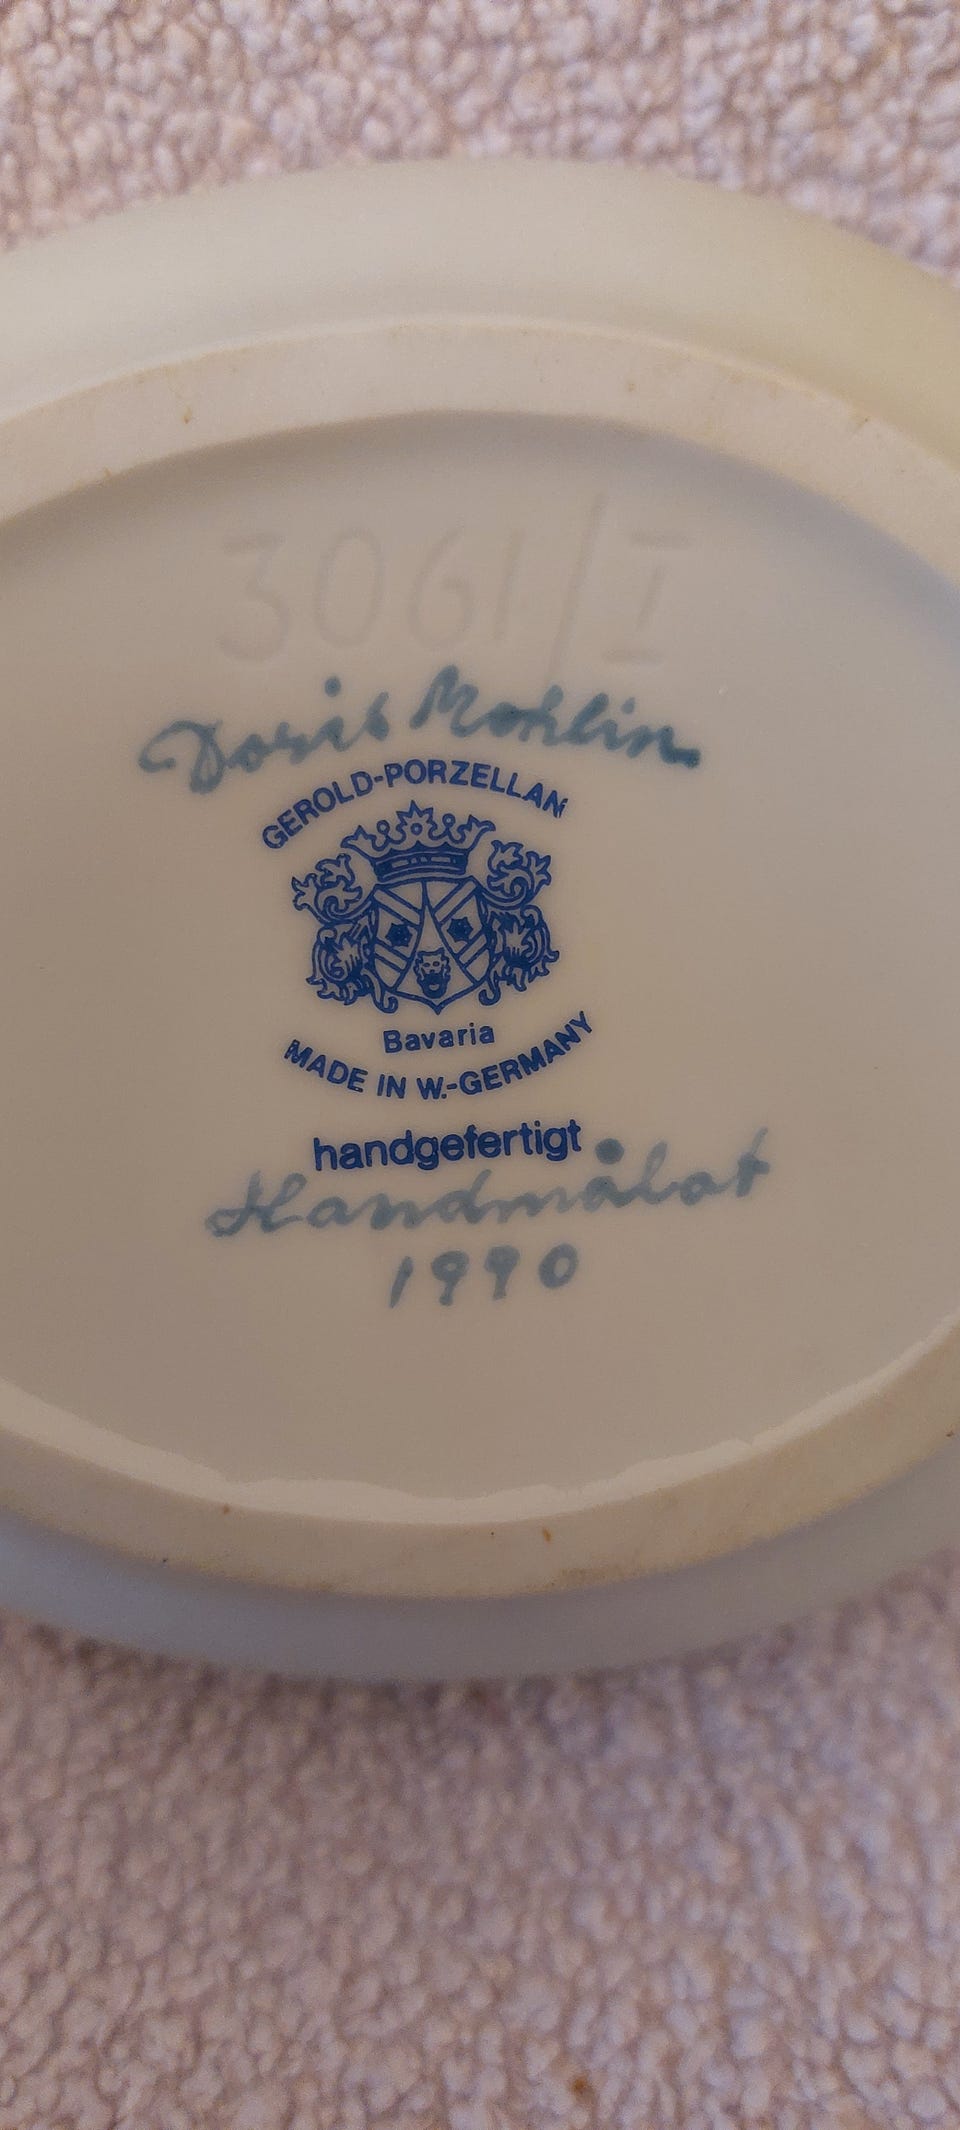 3061/I
Doris Mohlin
GEROLD-PORZELLAN
Bavaria
MADE IN W.-GERMANY
handgefertigt
Handmålat
1990